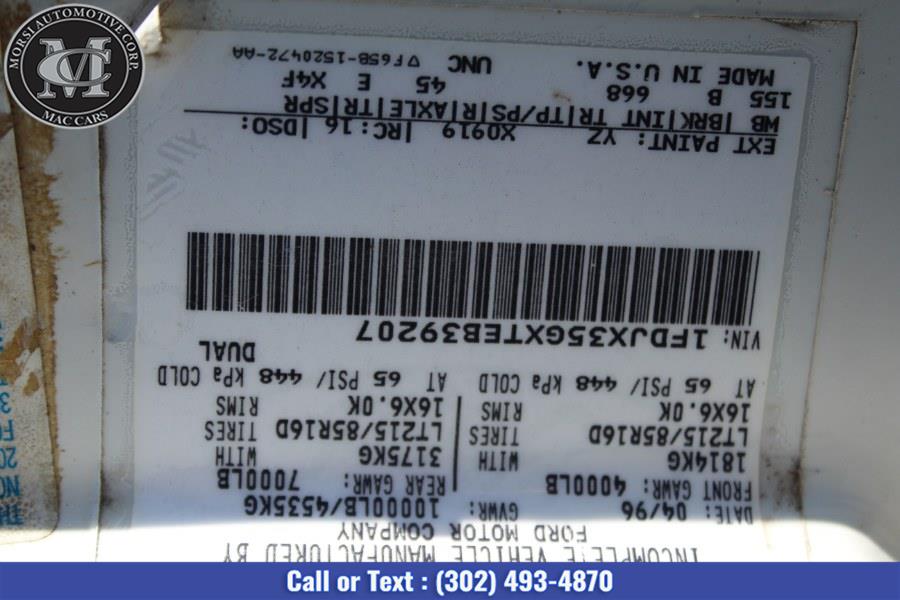 MORSI AUTOMOTIVE CORP.
MC
MAC CARS
INCOMPLETE VEHICLE MANUFACTURED BY
FORD MOTOR COMPANY
DATE: 04/96 GVWR: 10000LB/4535KG
FRONT GAWR: 4000LB REAR GAWR: 7000LB
1814KG WITH 3175KG WITH
LT215/85R16D TIRES LT215/85R16D TIRES
16X6.0K RIMS 16X6.0K RIMS
AT 65 PSI/ 448 kPa COLD AT 65 PSI/ 448 kPa COLD
DUAL
VIN: 1FDJX35GXTEB39207
EXT PAINT: YZ X0919 |RC:16 |DSO:
WB |BRK|INT TR|TP/PS|R|AXLE|TR|SPR
155 B 668 45 E X4F
MADE IN U.S.A. UNC ▽F65B-1520472-AA
Call or Text : (302) 493-4870